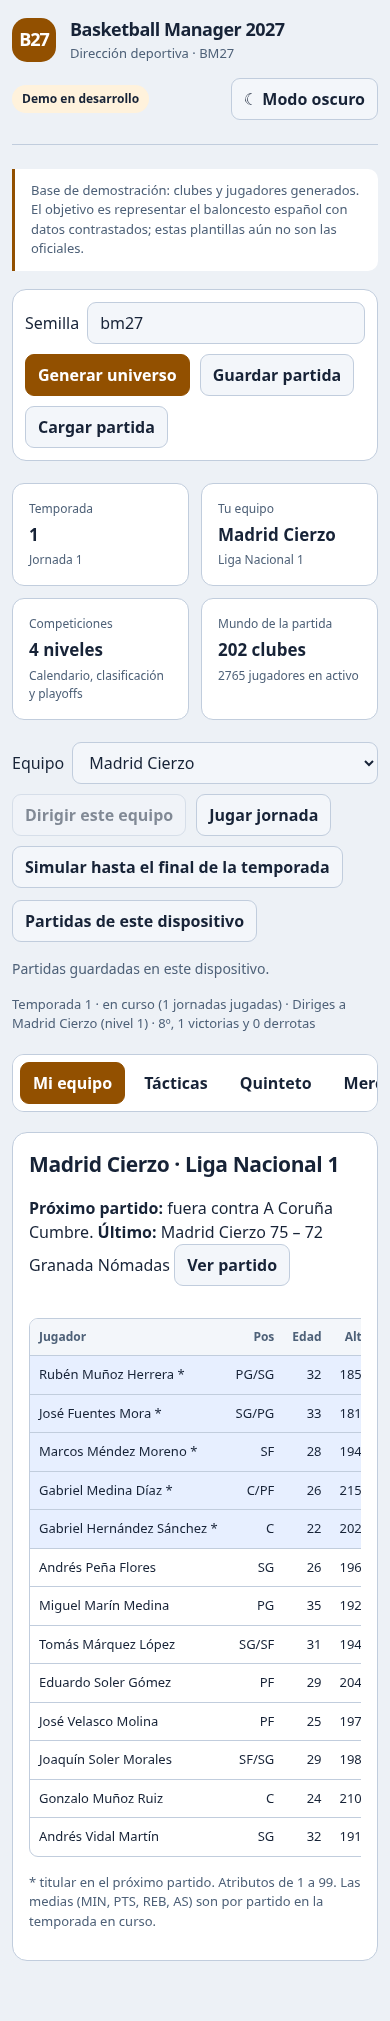 B27
Basketball Manager 2027
Dirección deportiva · BM27
Demo en desarrollo
☾ Modo oscuro
Base de demostración: clubes y jugadores generados.
El objetivo es representar el baloncesto español con
datos contrastados; estas plantillas aún no son las
oficiales.
Semilla bm27
Generar universo Guardar partida
Cargar partida
Temporada
1
Jornada 1
Tu equipo
Madrid Cierzo
Liga Nacional 1
Competiciones
4 niveles
Calendario, clasificación
y playoffs
Mundo de la partida
202 clubes
2765 jugadores en activo
Equipo Madrid Cierzo
Dirigir este equipo Jugar jornada
Simular hasta el final de la temporada
Partidas de este dispositivo
Partidas guardadas en este dispositivo.
Temporada 1 · en curso (1 jornadas jugadas) · Diriges a
Madrid Cierzo (nivel 1) · 8º, 1 victorias y 0 derrotas
Mi equipo Tácticas Quinteto
Madrid Cierzo · Liga Nacional 1
Próximo partido: fuera contra A Coruña
Cumbre. Último: Madrid Cierzo 75 – 72
Granada Nómadas Ver partido
Jugador Pos Edad Alt
Rubén Muñoz Herrera * PG/SG 32 185
José Fuentes Mora * SG/PG 33 181
Marcos Méndez Moreno * SF 28 194
Gabriel Medina Díaz * C/PF 26 215
Gabriel Hernández Sánchez * C 22 202
Andrés Peña Flores SG 26 196
Miguel Marín Medina PG 35 192
Tomás Márquez López SG/SF 31 194
Eduardo Soler Gómez PF 29 204
José Velasco Molina PF 25 197
Joaquín Soler Morales SF/SG 29 198
Gonzalo Muñoz Ruiz C 24 210
Andrés Vidal Martín SG 32 191
* titular en el próximo partido. Atributos de 1 a 99. Las
medias (MIN, PTS, REB, AS) son por partido en la
temporada en curso.